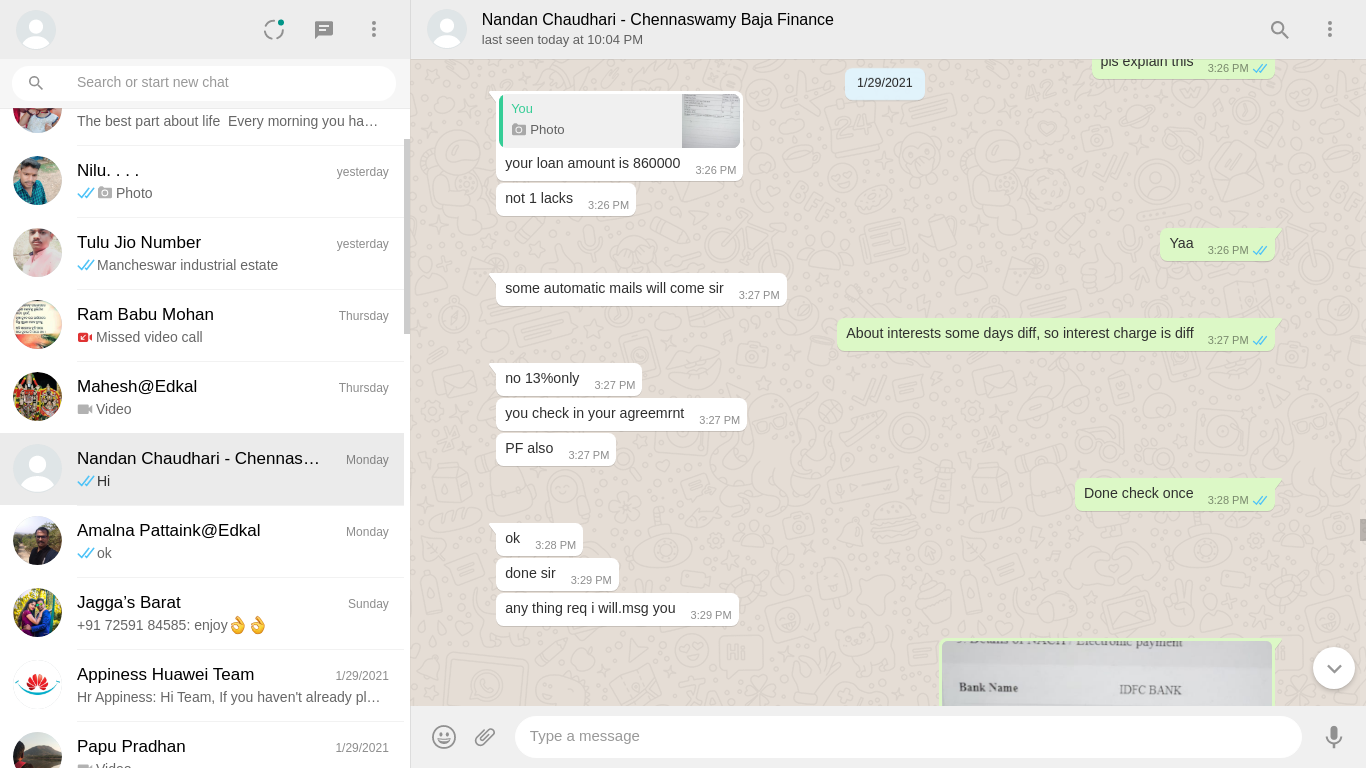 Search or start new chat
The best part about life  Every morning you ha…
Nilu. . . .
yesterday
Photo
Tulu Jio Number
yesterday
Mancheswar industrial estate
Ram Babu Mohan
Thursday
Missed video call
Mahesh@Edkal
Thursday
Video
Nandan Chaudhari - Chennas…
Monday
Hi
Amalna Pattaink@Edkal
Monday
ok
Jagga's Barat
Sunday
+91 72591 84585: enjoy👌👌
Appiness Huawei Team
1/29/2021
Hr Appiness: Hi Team, If you haven't already pl…
Papu Pradhan
1/29/2021
Video
Nandan Chaudhari - Chennaswamy Baja Finance
last seen today at 10:04 PM
pls explain this
3:26 PM
1/29/2021
You
Photo
your loan amount is 860000
3:26 PM
not 1 lacks
3:26 PM
Yaa
3:26 PM
some automatic mails will come sir
3:27 PM
About interests some days diff, so interest charge is diff
3:27 PM
no 13%only
3:27 PM
you check in your agreemrnt
3:27 PM
PF also
3:27 PM
Done check once
3:28 PM
ok
3:28 PM
done sir
3:29 PM
any thing req i will.msg you
3:29 PM
Details of NACH / Electronic payment
Bank Name
IDFC BANK
Type a message